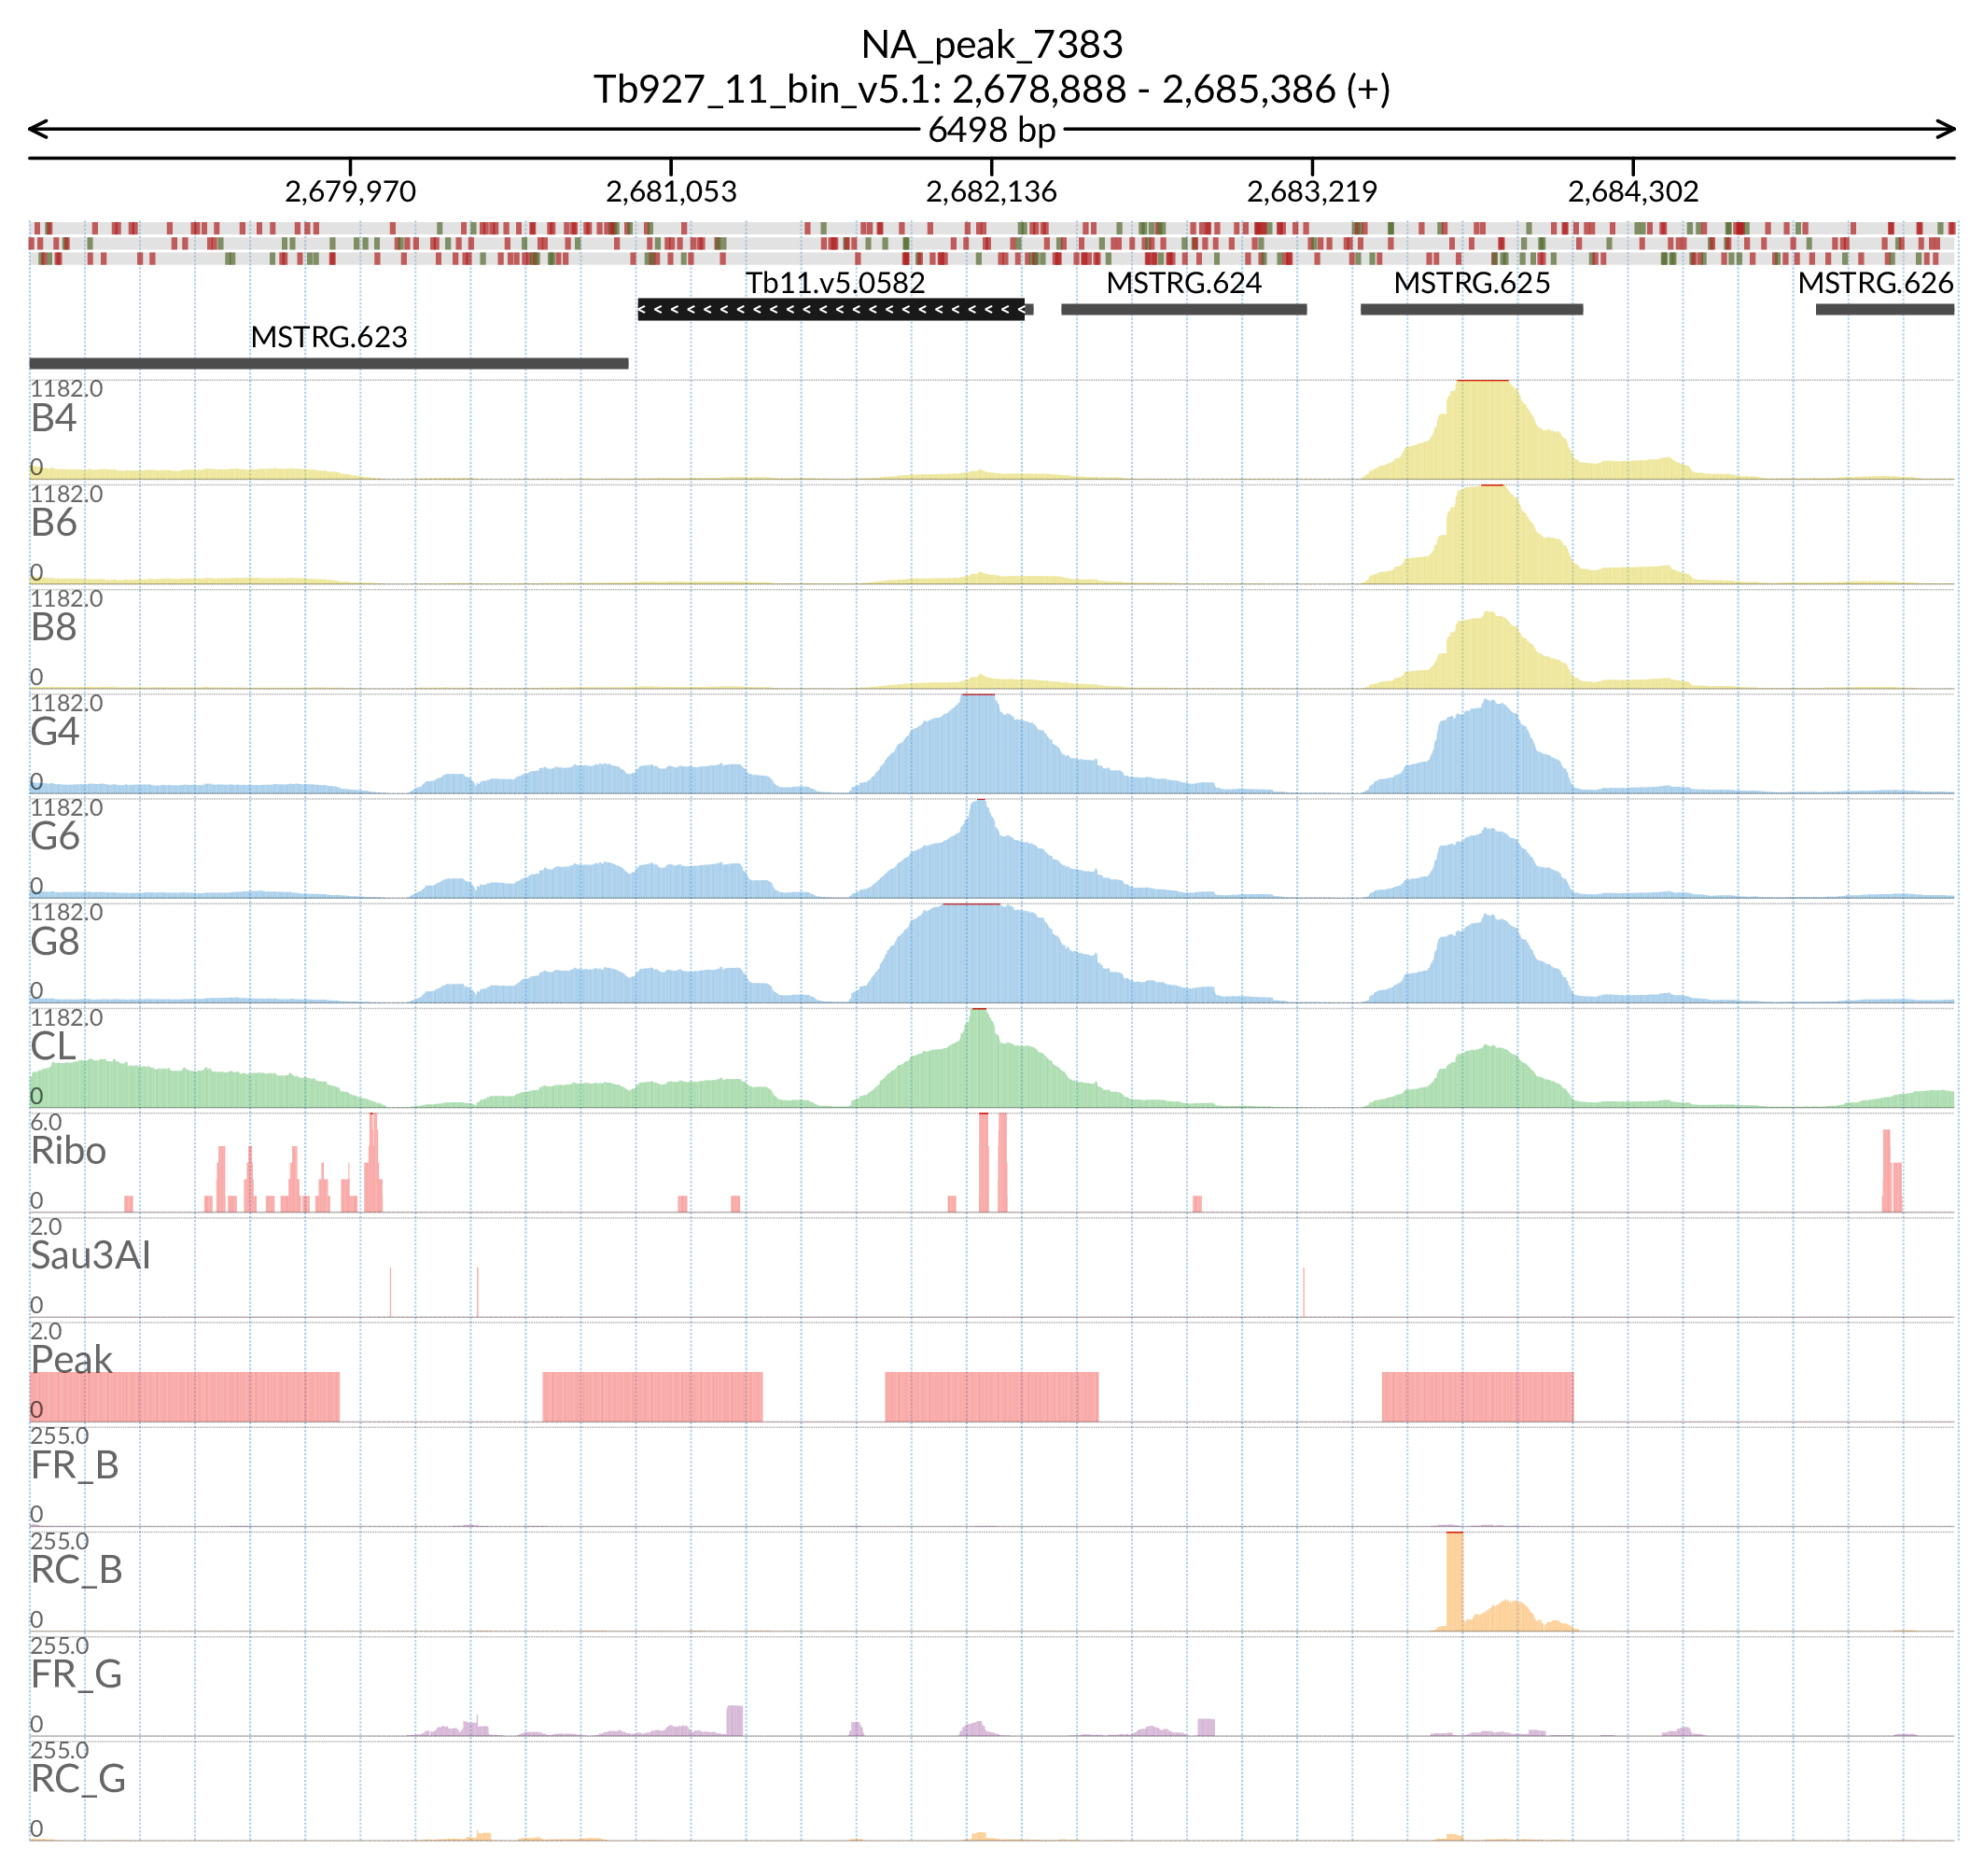 NA_peak_7383
Tb927_11_bin_v5.1: 2,678,888 - 2,685,386 (+)
6498 bp
2,679,970 2,681,053 2,682,136 2,683,219 2,684,302
Tb11.v5.0582 MSTRG.624 MSTRG.625 MSTRG.626
MSTRG.623
1182.0
B4
0
1182.0
B6
0
1182.0
B8
0
1182.0
G4
0
1182.0
G6
0
1182.0
G8
0
1182.0
CL
0
6.0
Ribo
0
2.0
Sau3AI
0
2.0
Peak
0
255.0
FR_B
0
255.0
RC_B
0
255.0
FR_G
0
255.0
RC_G
0